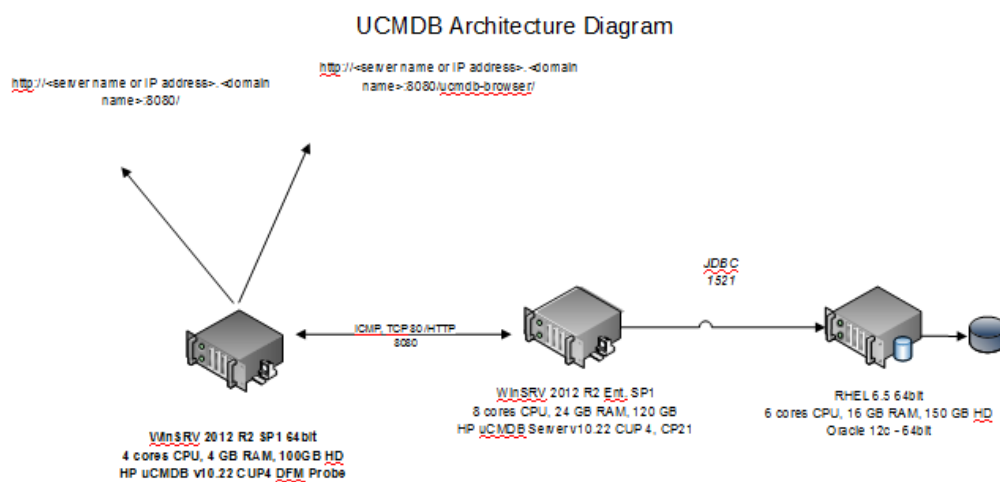 UCMDB Architecture Diagram
http://<server name or IP address>.<domain
name>:8080/
http://<server name or IP address>.<domain
name>:8080/ucmdb-browser/
JDBC
1521
ICMP, TCP 80/HTTP
8080
WinSRV 2012 R2 SP1 64bit
4 cores CPU, 4 GB RAM, 100GB HD
HP uCMDB v10.22 CUP4 DFM Probe
WinSRV 2012 R2 Ent, SP1
8 cores CPU, 24 GB RAM, 120 GB
HP uCMDB Server v10.22 CUP 4, CP21
RHEL 6.5 64bit
6 cores CPU, 16 GB RAM, 150 GB HD
Oracle 12c - 64bit